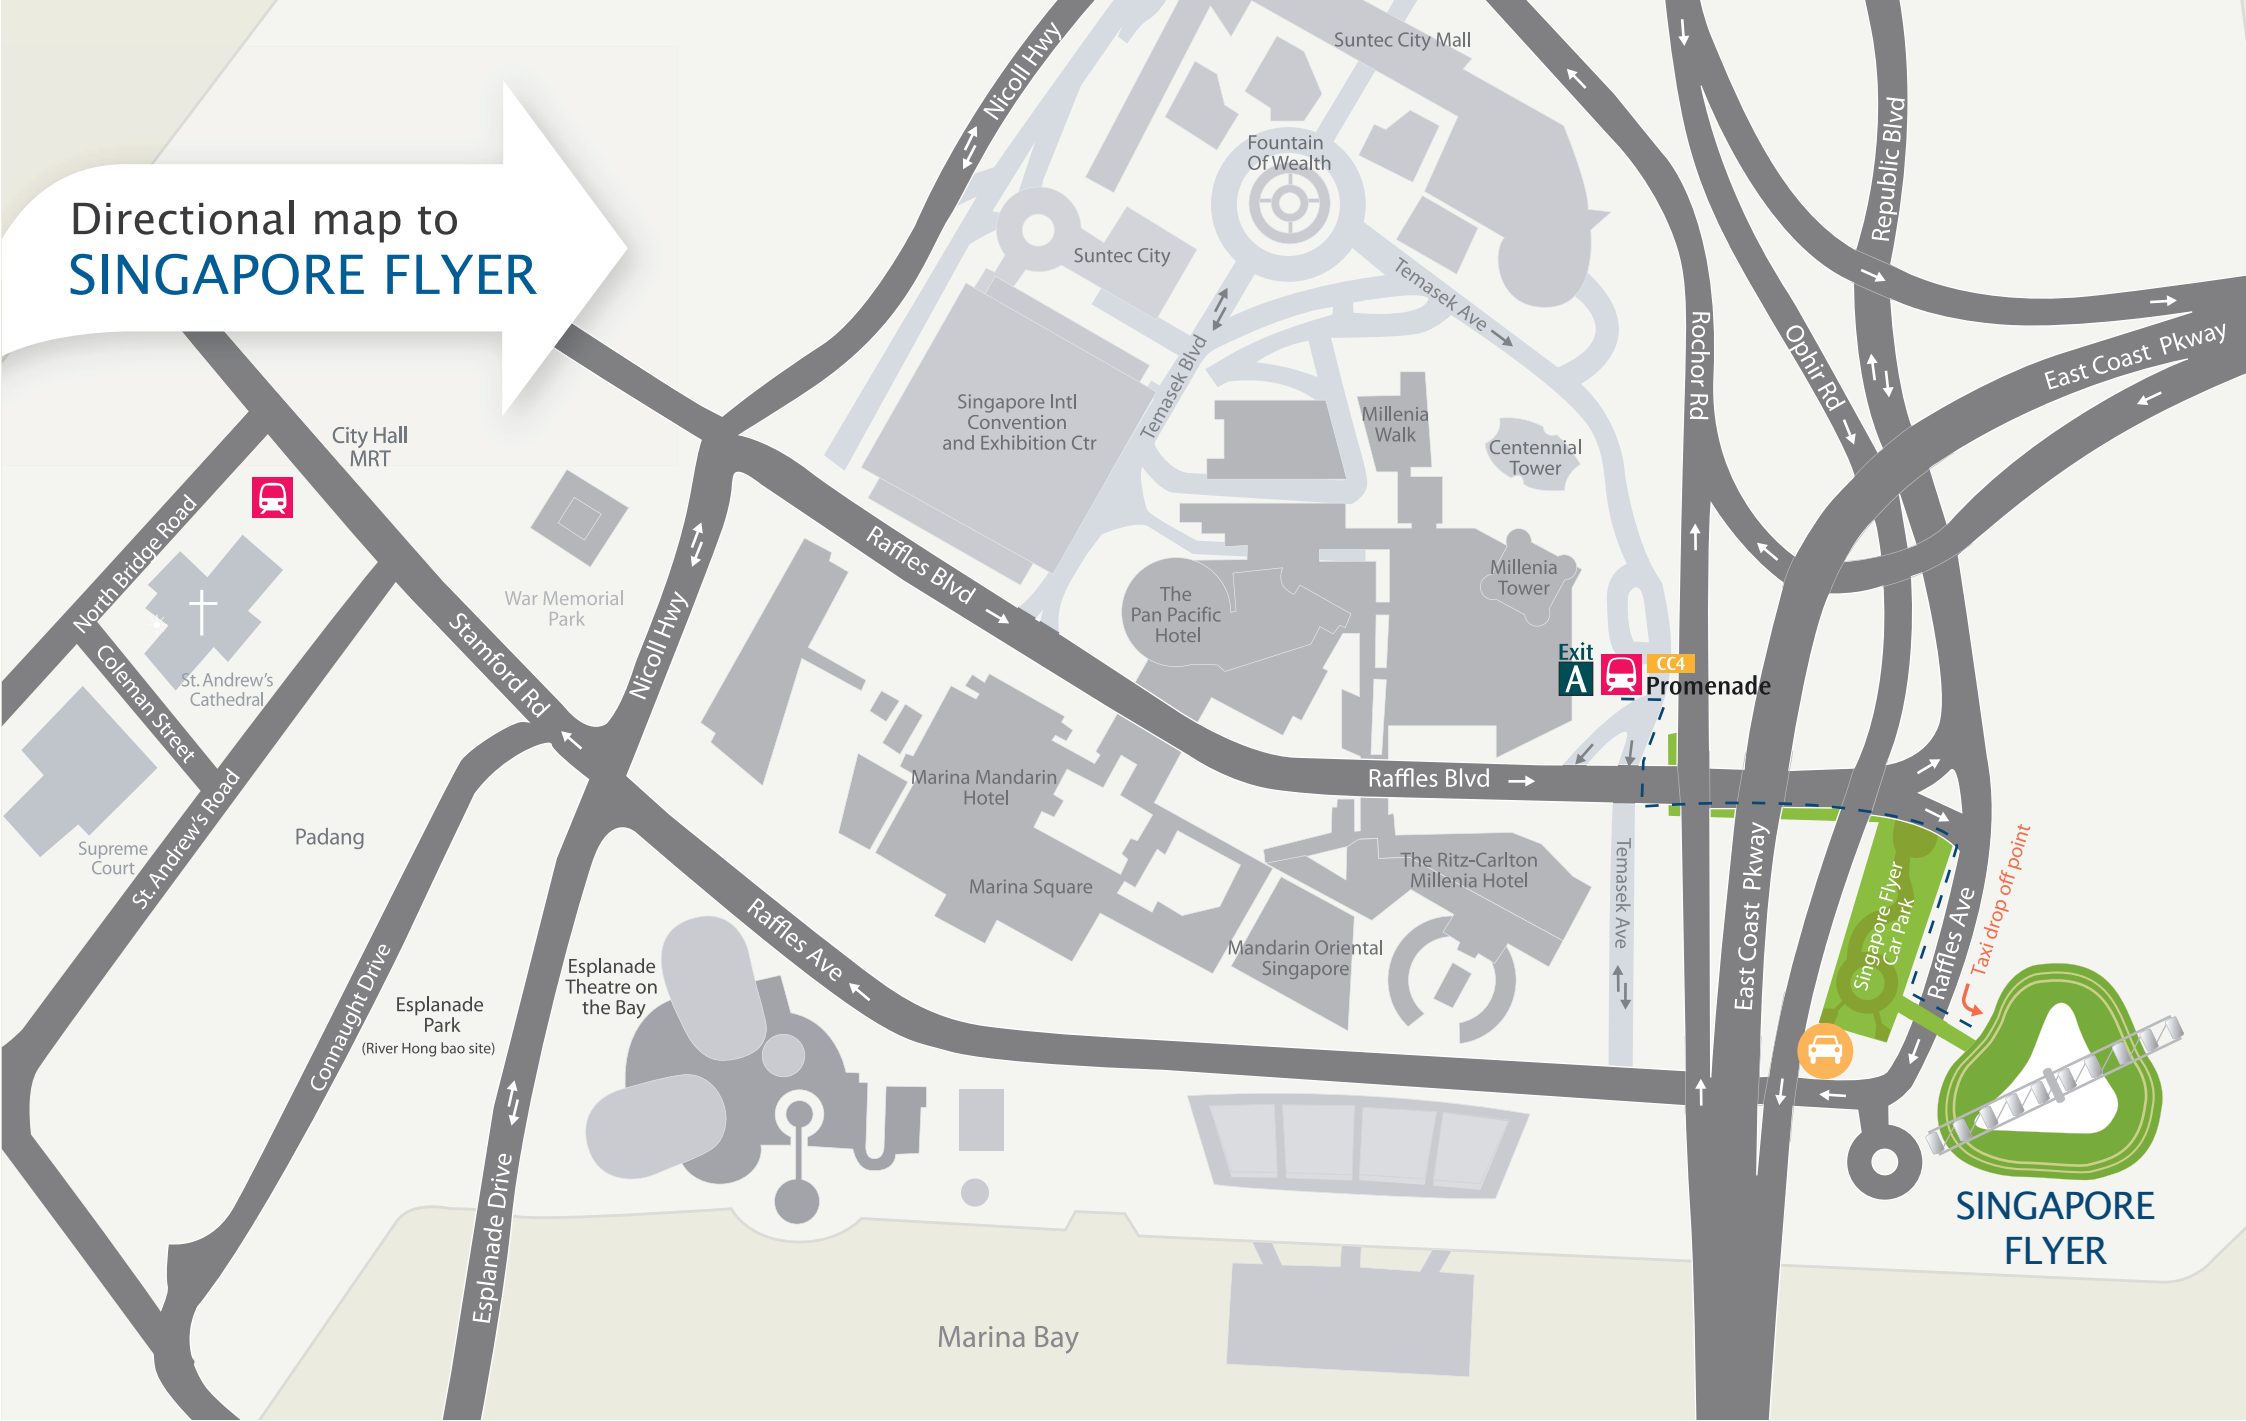 Directional map to
SINGAPORE FLYER
Nicoll Hwy
Suntec City Mall
Fountain
Of Wealth
Suntec City
Temasek Ave
Temasek Blvd
Republic Blvd
Rochor Rd
Ophir Rd
East Coast Pkway
Singapore Intl
Convention
and Exhibition Ctr
Millenia
Walk
Centennial
Tower
City Hall
MRT
North Bridge Road
War Memorial
Park
Stamford Rd
Nicoll Hwy
Raffles Blvd
The
Pan Pacific
Hotel
Millenia
Tower
Exit
A
CC4
Promenade
St. Andrew's
Cathedral
Coleman Street
Supreme
Court
St. Andrew's Road
Padang
Marina Mandarin
Hotel
Raffles Blvd
Marina Square
The Ritz-Carlton
Millenia Hotel
Temasek Ave
East Coast Pkway
Singapore Flyer
Car Park
Raffles Ave
Taxi drop off point
Raffles Ave
Mandarin Oriental
Singapore
Esplanade
Theatre on
the Bay
Connaught Drive
Esplanade
Park
(River Hong bao site)
Esplanade Drive
SINGAPORE
FLYER
Marina Bay